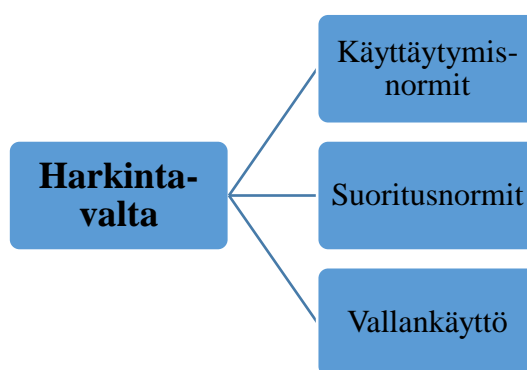 Käyttäytymis-
normit
Harkinta-
valta
Suoritusnormit
Vallankäyttö